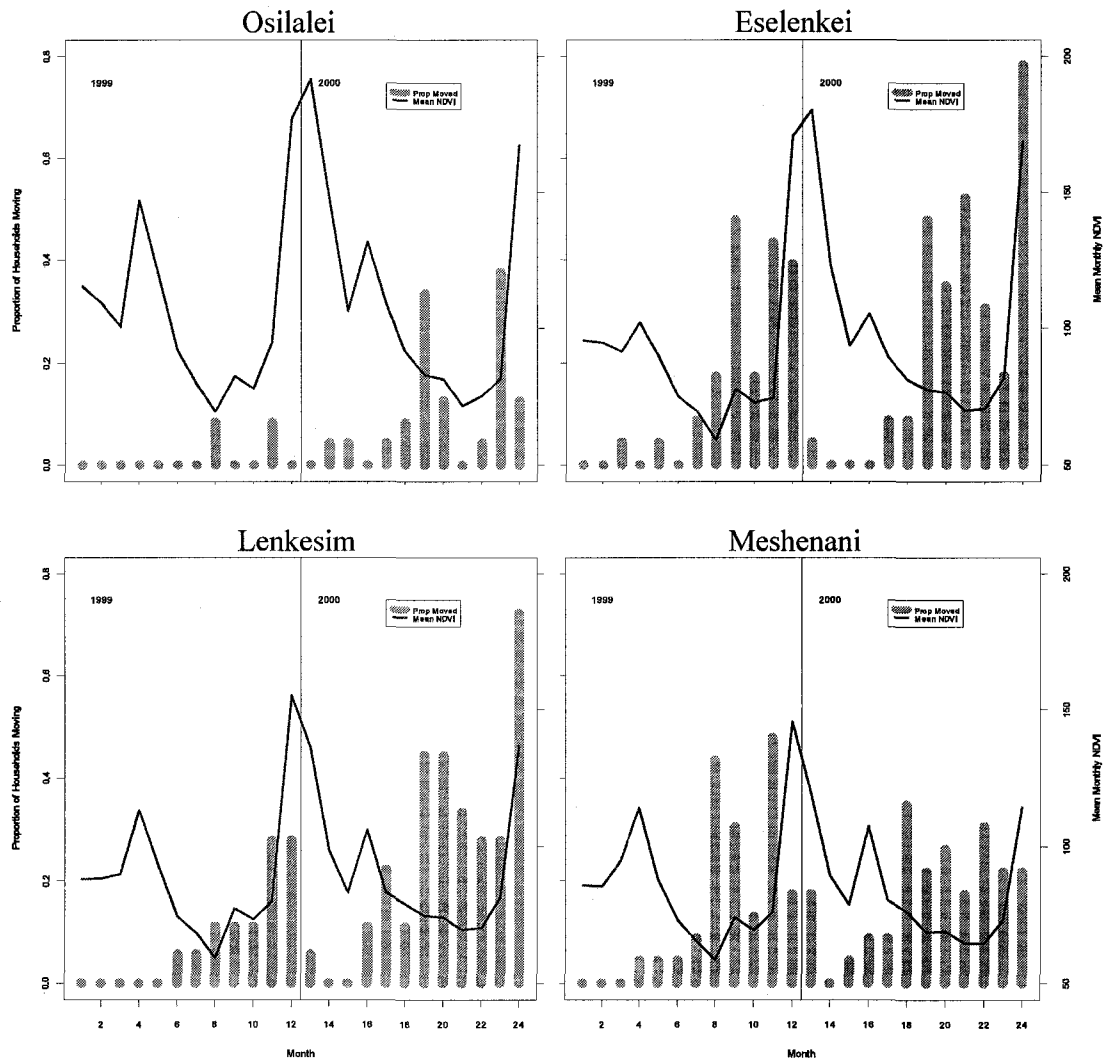 Osilalei
Eselenkei
1999
2000
Prop Moved
Mean NDVI
0.8
0.6
0.4
0.2
0.0
Proportion of Households Moving
1999
2000
Prop Moved
Mean NDVI
200
150
100
50
Mean Monthly NDVI
Lenkesim
Meshenani
1999
2000
Prop Moved
Mean NDVI
0.8
0.6
0.4
0.2
0.0
Proportion of Households Moving
2 4 6 8 10 12 14 16 18 20 22 24
Month
1999
2000
Prop Moved
Mean NDVI
200
150
100
50
Mean Monthly NDVI
2 4 6 8 10 12 14 16 18 20 22 24
Month